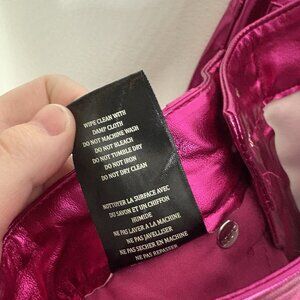 WIPE CLEAN WITH
DAMP CLOTH
DO NOT MACHINE WASH
DO NOT BLEACH
DO NOT TUMBLE DRY
DO NOT IRON
DO NOT DRY CLEAN
NOTTOYER LA SURFACE AVEC
DU SAVON ET UN CHIFFON
HUMIDE
NE PAS LAVER A LA MACHINE
NE PAS JAVELLISER
NE PAS SECHER EN MACHINE
NE PAS REPASSER